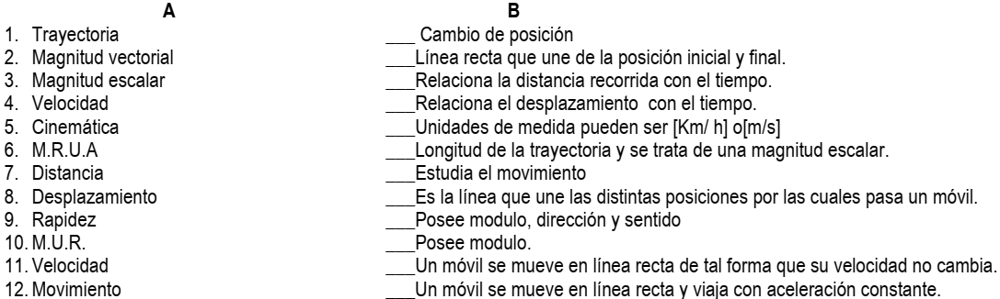 A B
1. Trayectoria ___ Cambio de posición
2. Magnitud vectorial ___Línea recta que une de la posición inicial y final.
3. Magnitud escalar ___Relaciona la distancia recorrida con el tiempo.
4. Velocidad ___Relaciona el desplazamiento  con el tiempo.
5. Cinemática ___Unidades de medida pueden ser [Km/ h] o[m/s]
6. M.R.U.A ___Longitud de la trayectoria y se trata de una magnitud escalar.
7. Distancia ___Estudia el movimiento
8. Desplazamiento ___Es la línea que une las distintas posiciones por las cuales pasa un móvil.
9. Rapidez ___Posee modulo, dirección y sentido
10. M.U.R. ___Posee modulo.
11. Velocidad ___Un móvil se mueve en línea recta de tal forma que su velocidad no cambia.
12. Movimiento ___Un móvil se mueve en línea recta y viaja con aceleración constante.